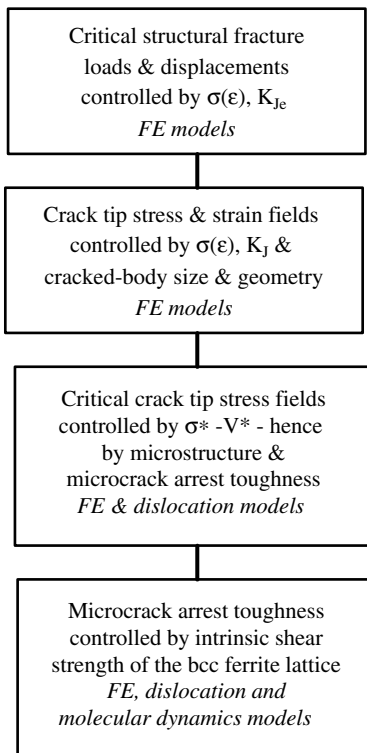 Critical structural fracture
loads & displacements
controlled by σ(ε), K_Je
FE models
Crack tip stress & strain fields
controlled by σ(ε), K_J &
cracked-body size & geometry
FE models
Critical crack tip stress fields
controlled by σ* -V* - hence
by microstructure &
microcrack arrest toughness
FE & dislocation models
Microcrack arrest toughness
controlled by intrinsic shear
strength of the bcc ferrite lattice
FE, dislocation and
molecular dynamics models